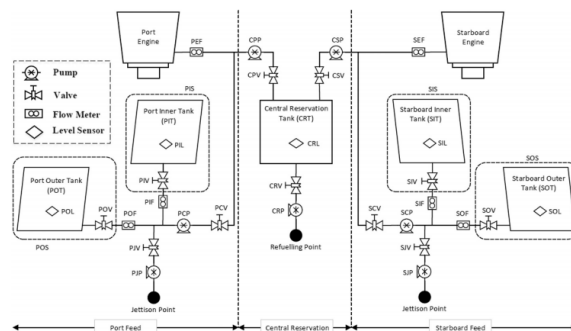 Port
Engine
PEF
CPP
CSP
SEF
Starboard
Engine
Pump
Valve
Flow Meter
Level Sensor
PIS
CPV
CSV
SIS
Port Inner Tank
(PIT)
PIL
Central Reservation
Tank (CRT)
CRL
Starboard Inner
Tank (SIT)
SIL
SOS
Port Outer Tank
(POT)
POL
PIV
CRV
SIV
Starboard Outer
Tank (SOT)
SOL
POV
POF
PIF
PCP
PCV
CRP
SCV
SCP
SIF
SOF
SOV
POS
PJV
Refuelling Point
SJV
PJP
SJP
Jettison Point
Jettison Point
Port Feed
Central Reservation
Starboard Feed